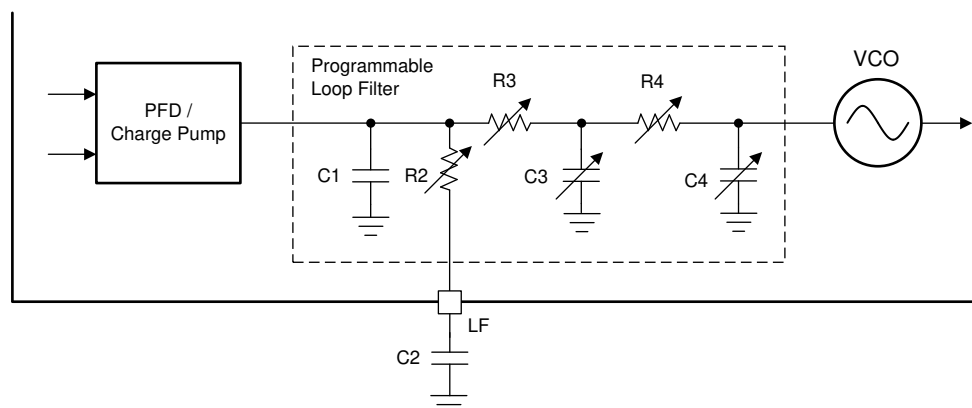 Programmable
Loop Filter
VCO
PFD /
Charge Pump
R3
R4
C1
R2
C3
C4
LF
C2